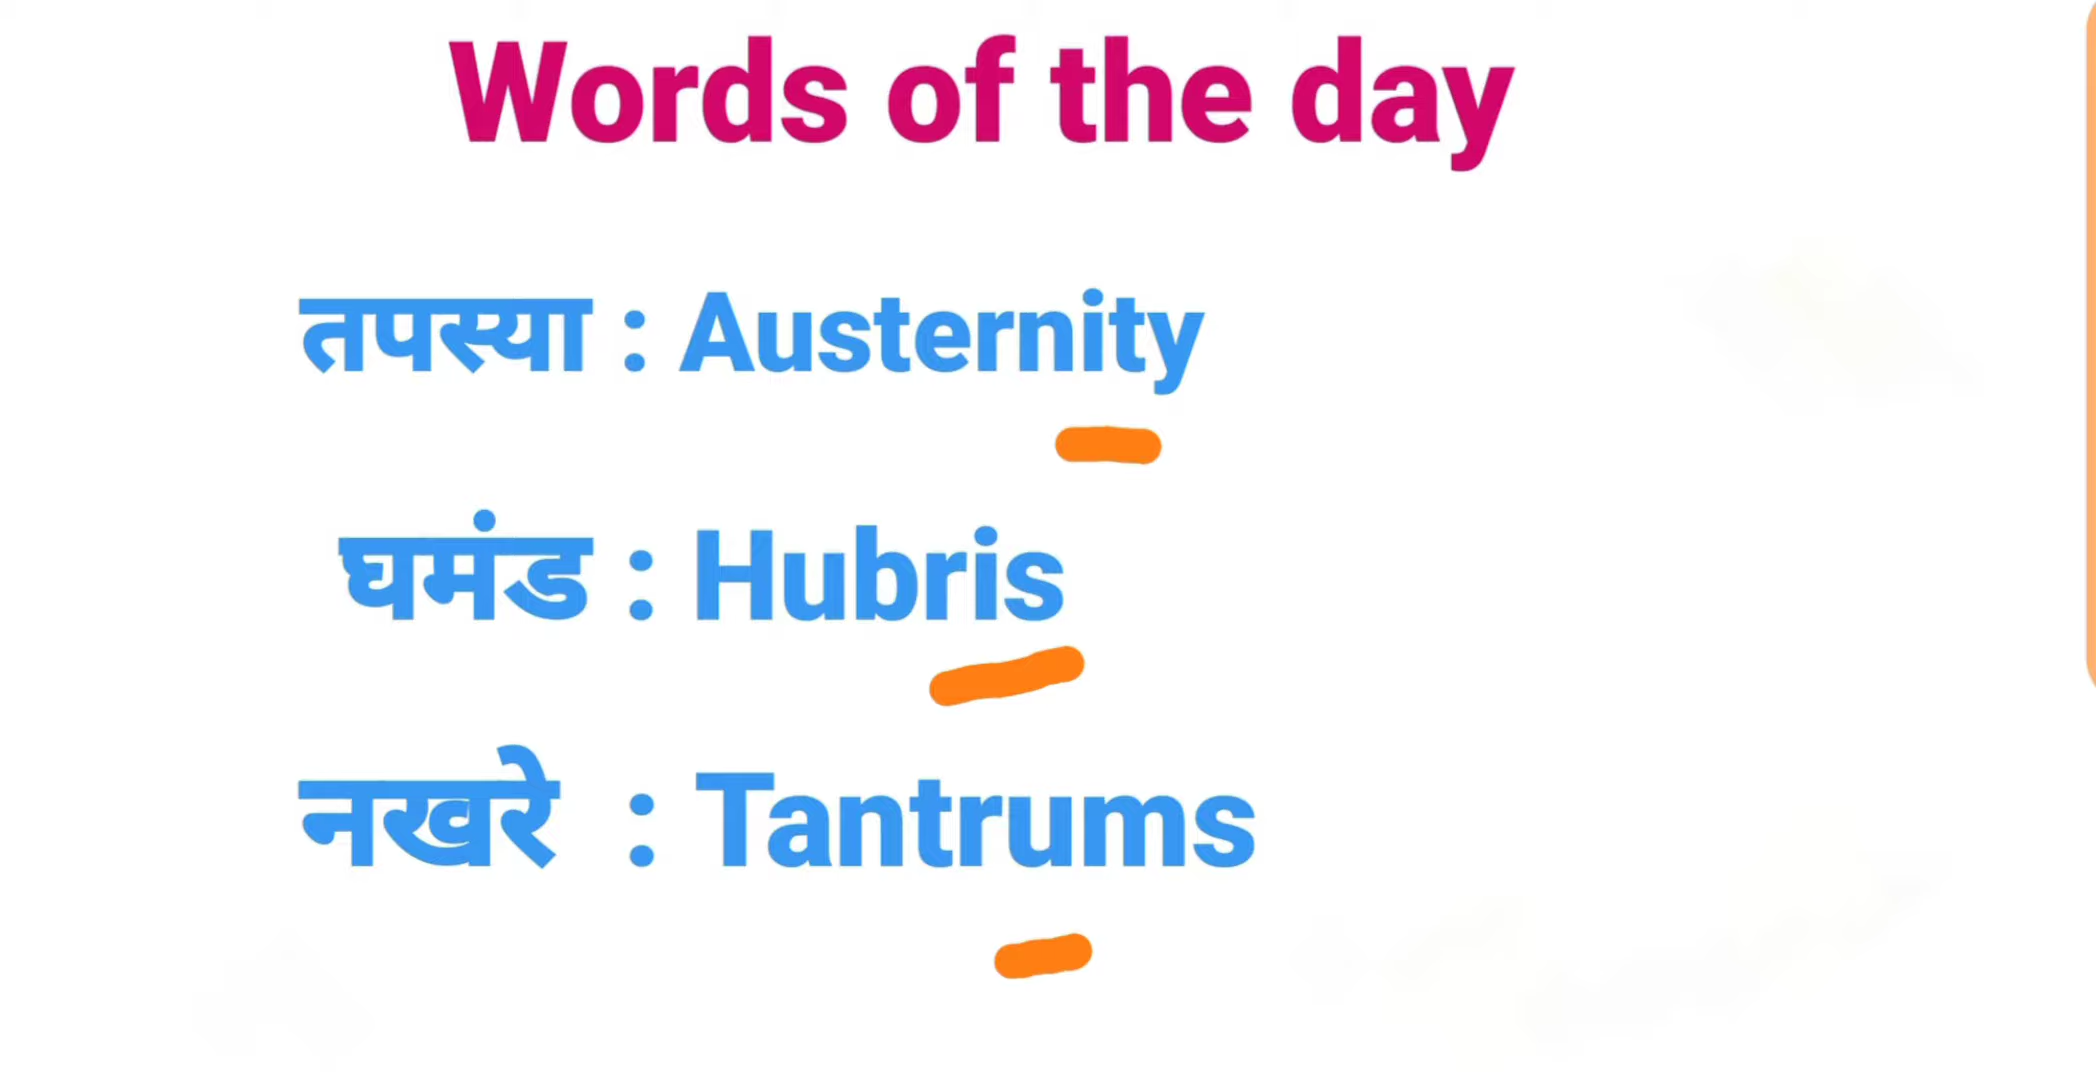 Words of the day
तपस्या : Austernity
घमंड : Hubris
नखरे : Tantrums